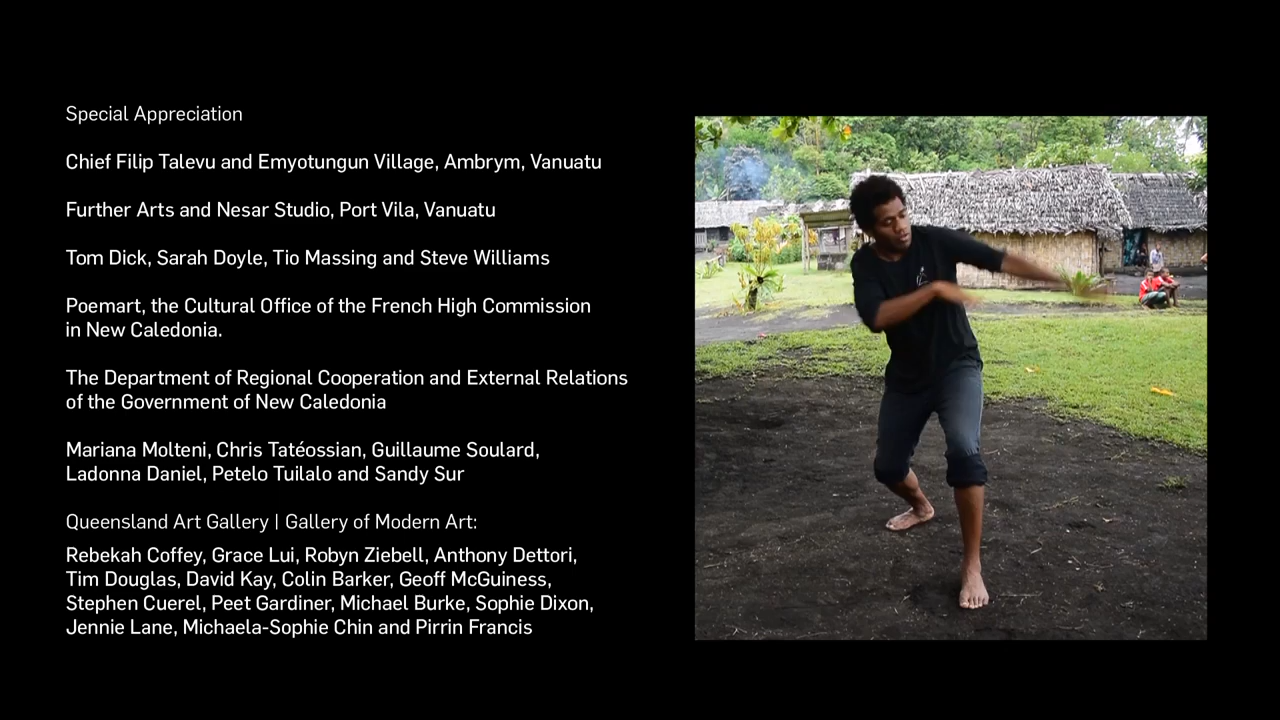 Special Appreciation
Chief Filip Talevu and Emyotungun Village, Ambrym, Vanuatu
Further Arts and Nesar Studio, Port Vila, Vanuatu
Tom Dick, Sarah Doyle, Tio Massing and Steve Williams
Poemart, the Cultural Office of the French High Commission
in New Caledonia.
The Department of Regional Cooperation and External Relations
of the Government of New Caledonia
Mariana Molteni, Chris Tatéossian, Guillaume Soulard,
Ladonna Daniel, Petelo Tuilalo and Sandy Sur
Queensland Art Gallery | Gallery of Modern Art:
Rebekah Coffey, Grace Lui, Robyn Ziebell, Anthony Dettori,
Tim Douglas, David Kay, Colin Barker, Geoff McGuiness,
Stephen Cuerel, Peet Gardiner, Michael Burke, Sophie Dixon,
Jennie Lane, Michaela-Sophie Chin and Pirrin Francis